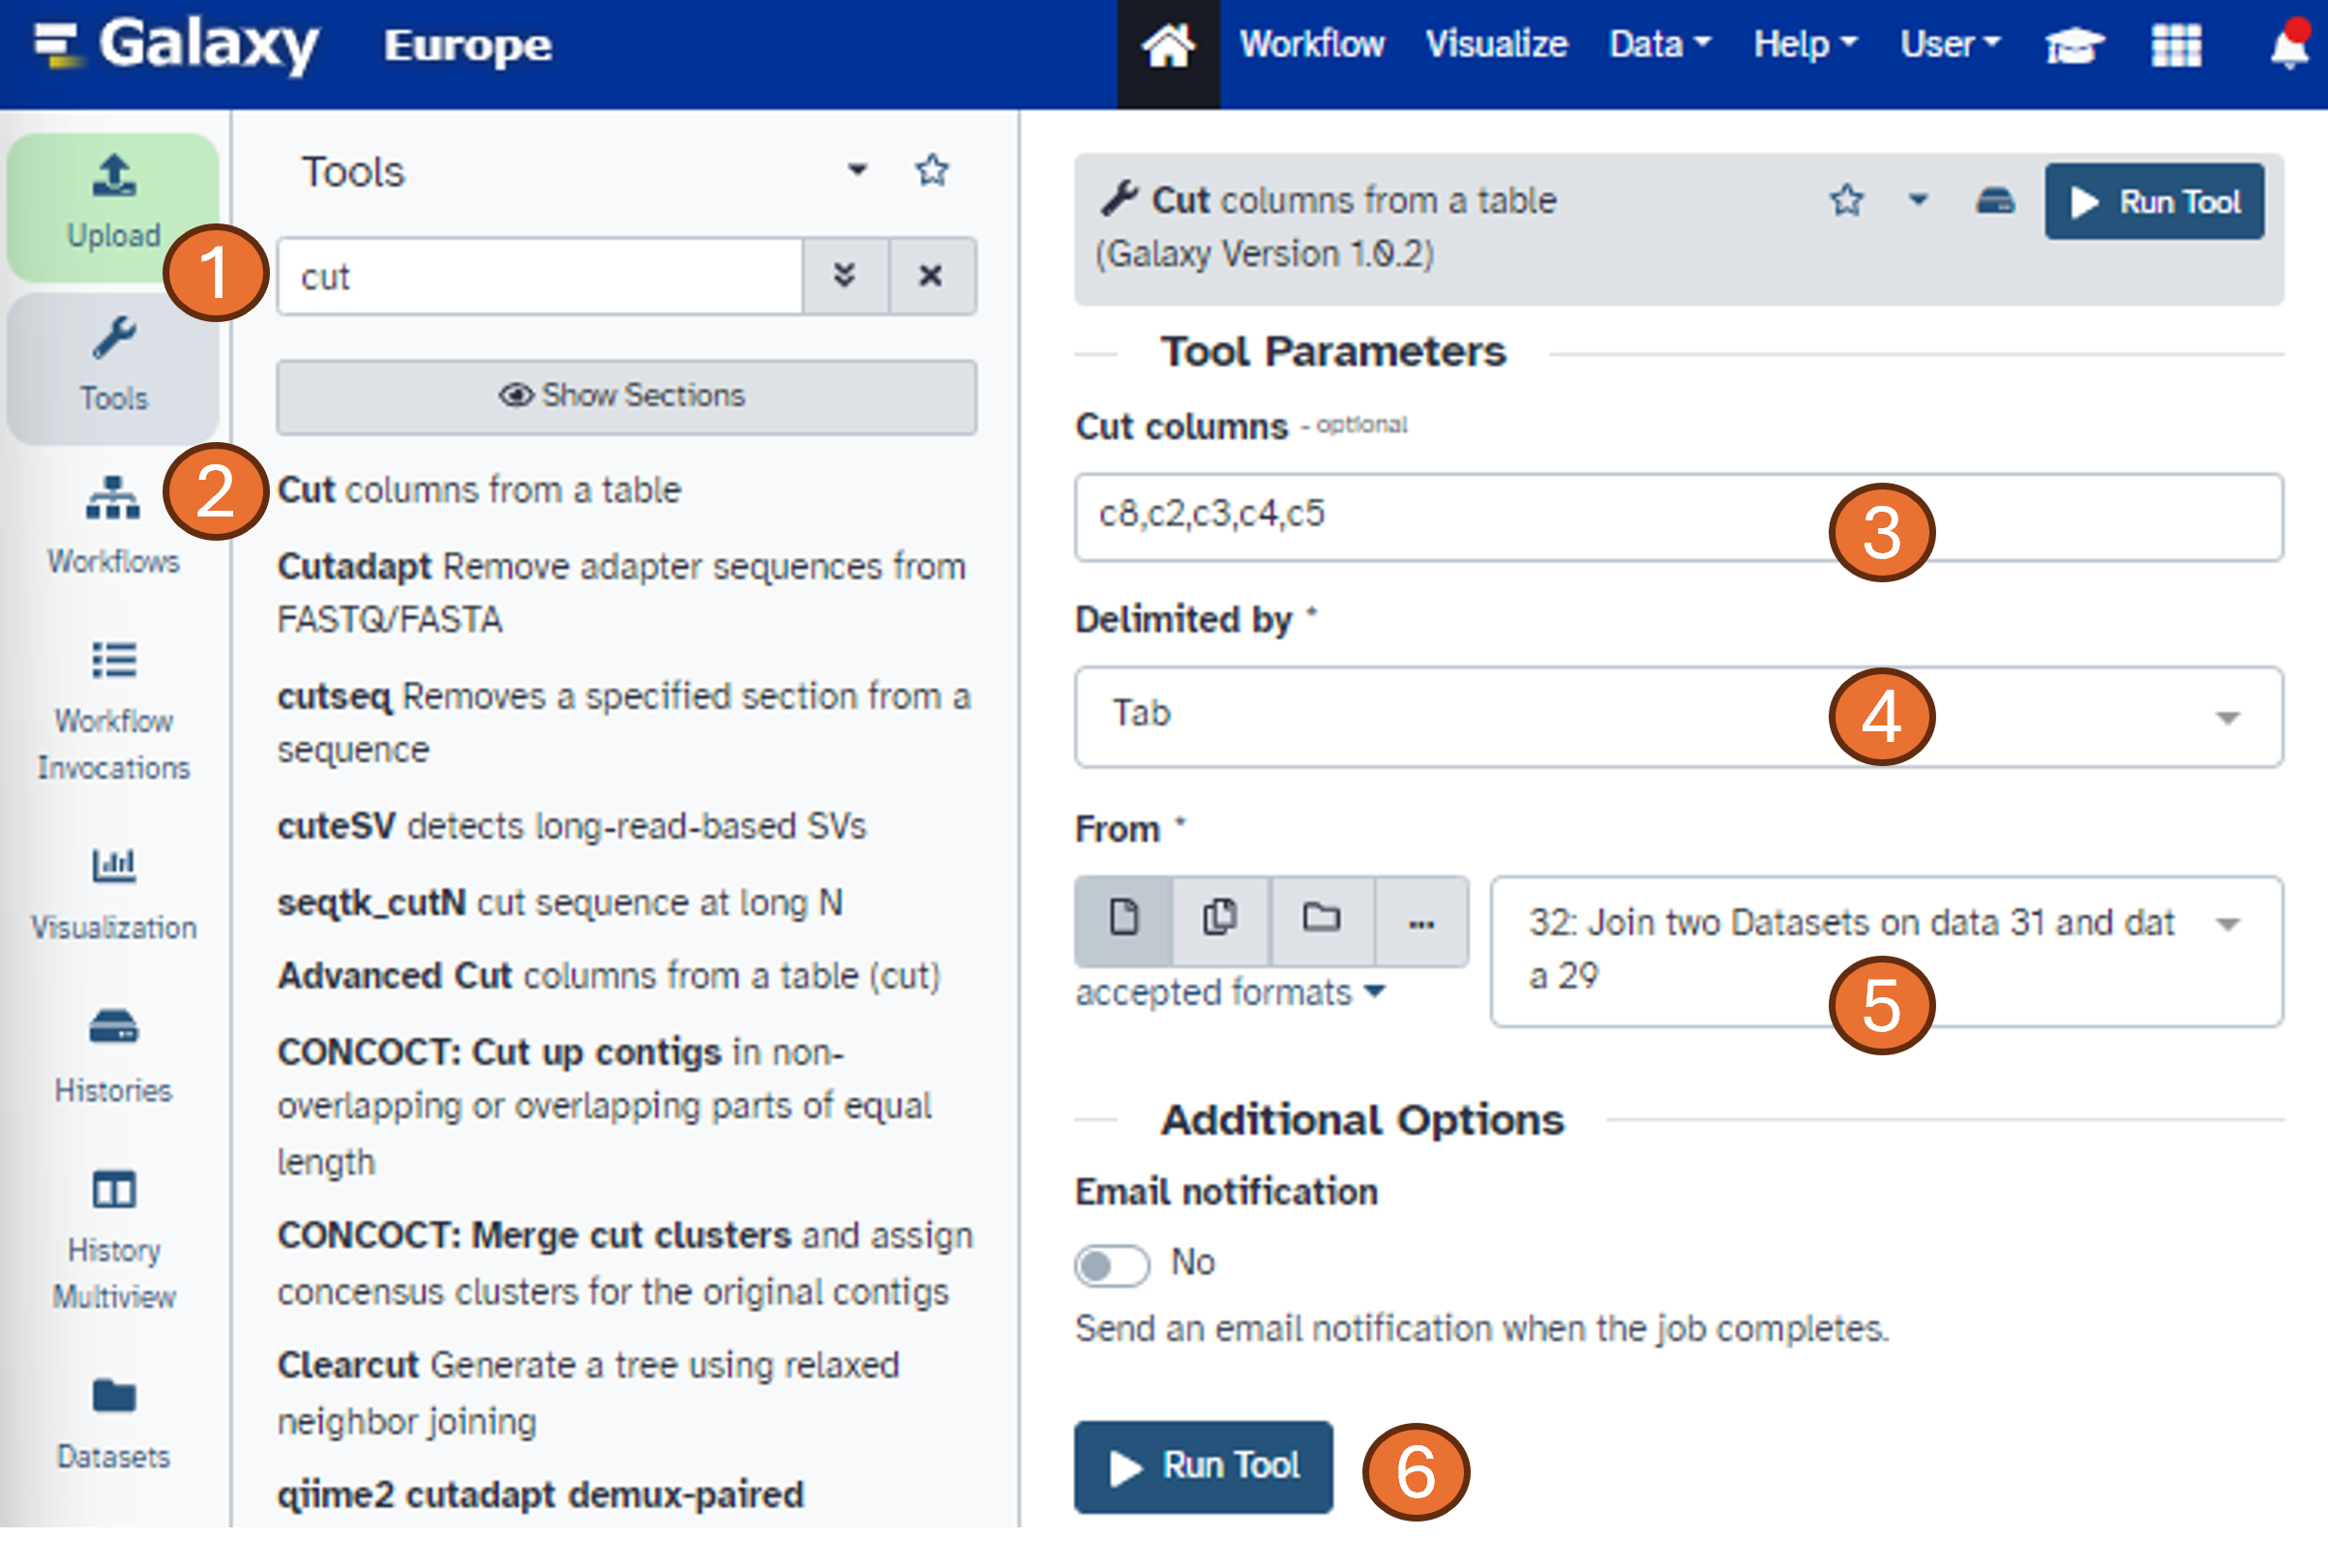 Galaxy Europe
Workflow Visualize Data Help User
Upload
Tools
Workflows
Workflow
Invocations
Visualization
Histories
History
Multiview
Datasets
Tools
1
cut
Show Sections
2
Cut columns from a table
Cutadapt Remove adapter sequences from
FASTQ/FASTA
cutseq Removes a specified section from a
sequence
cuteSV detects long-read-based SVs
seqtk_cutN cut sequence at long N
Advanced Cut columns from a table (cut)
CONCOCT: Cut up contigs in non-
overlapping or overlapping parts of equal
length
CONCOCT: Merge cut clusters and assign
concensus clusters for the original contigs
Clearcut Generate a tree using relaxed
neighbor joining
qiime2 cutadapt demux-paired
Cut columns from a table
(Galaxy Version 1.0.2)
Run Tool
Tool Parameters
Cut columns - optional
c8,c2,c3,c4,c5
3
Delimited by *
Tab
4
From *
...
accepted formats
32: Join two Datasets on data 31 and dat
a 29
5
Additional Options
Email notification
No
Send an email notification when the job completes.
Run Tool
6